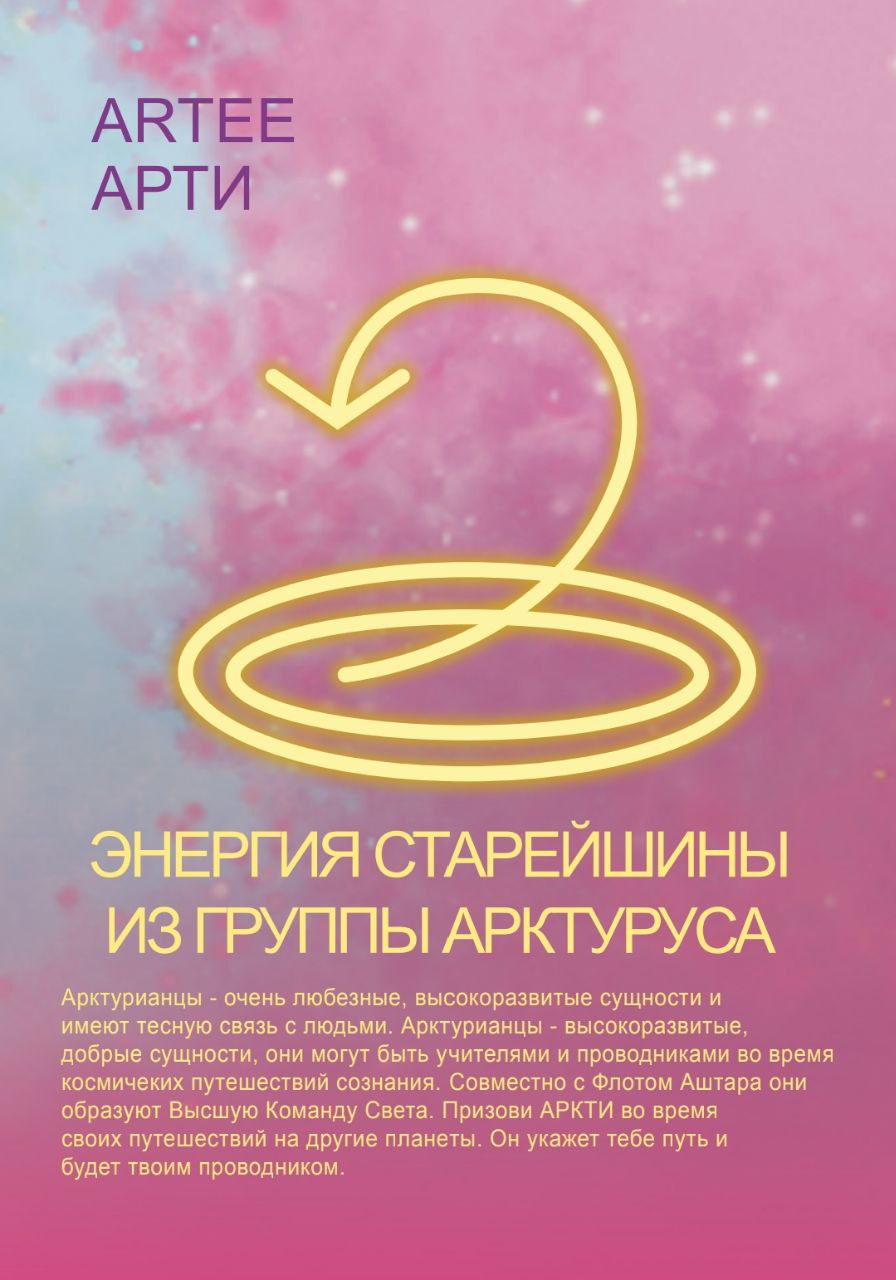 ARTEE
АРТИ
ЭНЕРГИЯ СТАРЕЙШИНЫ
ИЗ ГРУППЫ АРКТУРУСА
Арктурианцы - очень любезные, высокоразвитые сущности и
имеют тесную связь с людьми. Арктурианцы - высокоразвитые,
добрые сущности, они могут быть учителями и проводниками во время
космичеких путешествий сознания. Совместно с Флотом Аштара они
образуют Высшую Команду Света. Призови АРКТИ во время
своих путешествий на другие планеты. Он укажет тебе путь и
будет твоим проводником.